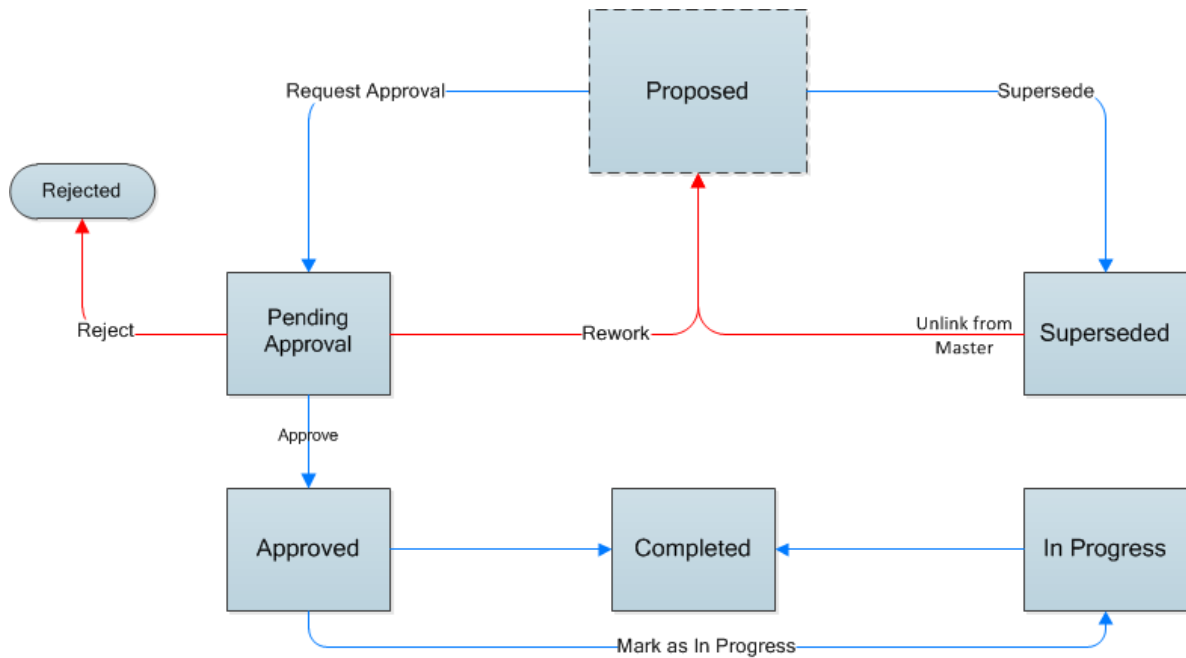 Proposed
Request Approval
Supersede
Rejected
Pending
Approval
Reject
Rework
Unlink from
Master
Superseded
Approve
Approved
Completed
In Progress
Mark as In Progress